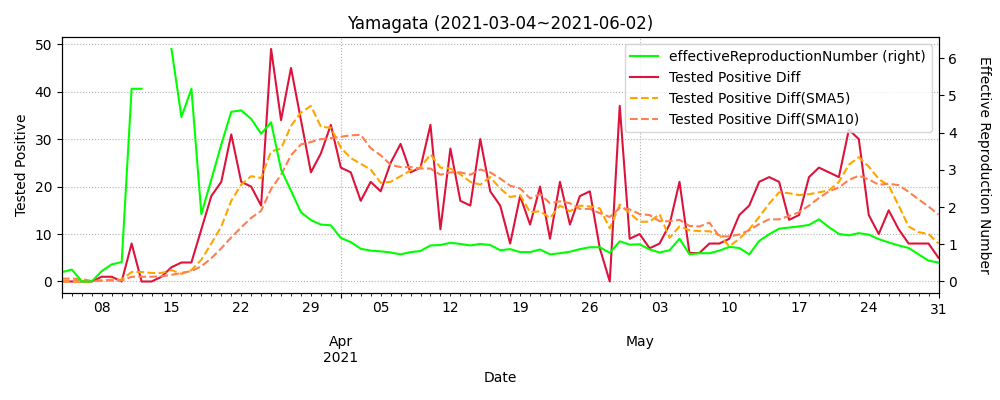 Yamagata (2021-03-04~2021-06-02)
effectiveReproductionNumber (right)
Tested Positive Diff
Tested Positive Diff(SMA5)
Tested Positive Diff(SMA10)
Tested Positive
50
40
30
20
10
0
Effective Reproduction Number
6
5
4
3
2
1
0
08 15 22 29 05 12 19 26 03 10 17 24 31
Apr May
2021
Date